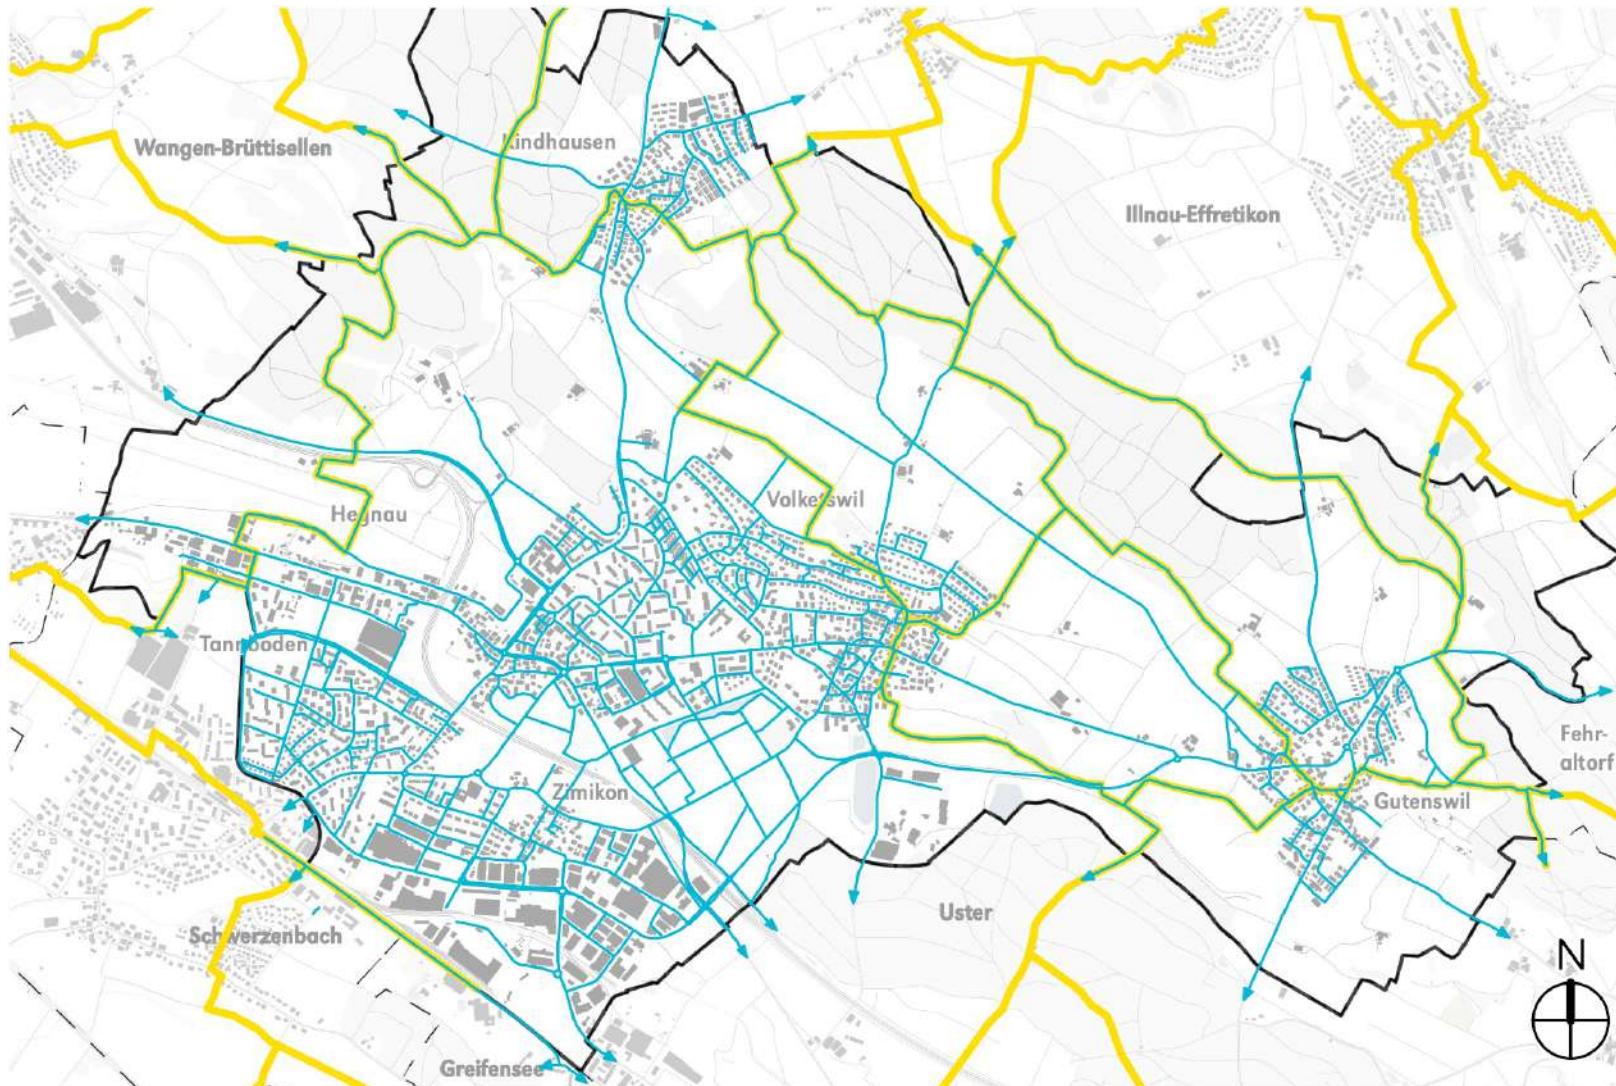 Kindhausen
Wangen-Brüttisellen
Illnau-Effretikon
Volketswil
Hegnau
Tannboden
Fehr-
altorf
Zimikon
Gutenswil
Uster
Schwerzenbach
N
Greifensee